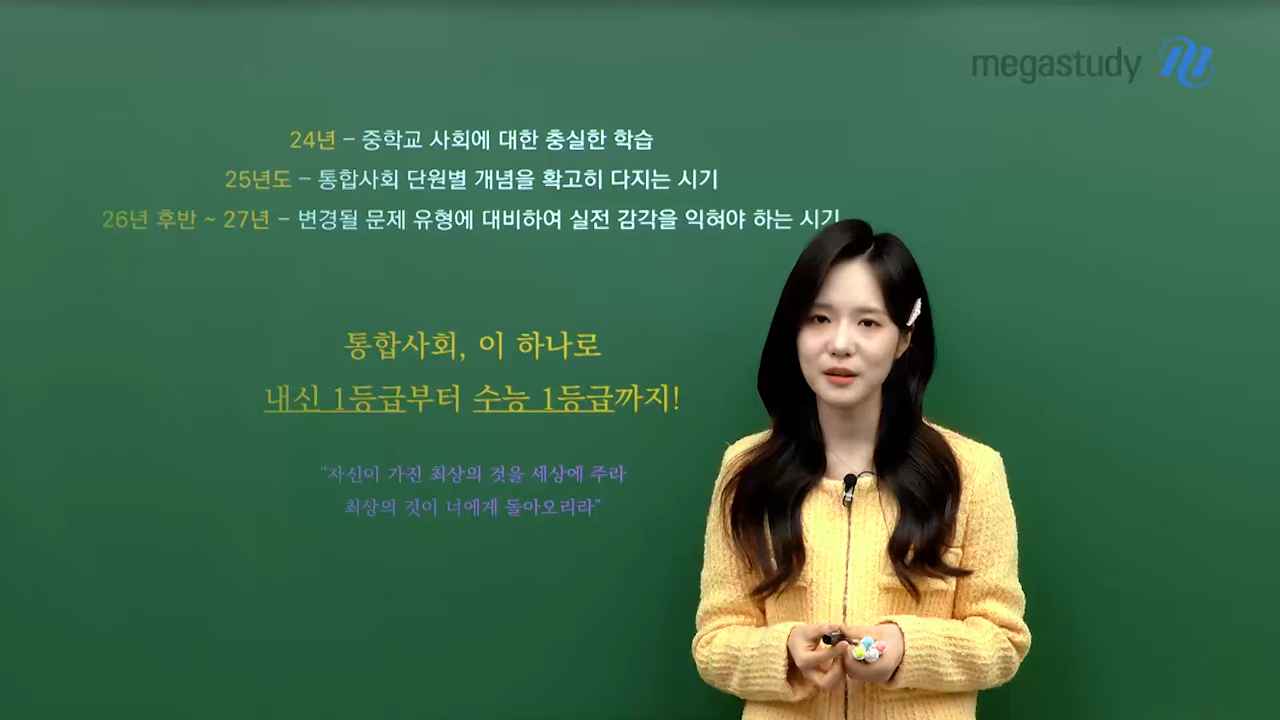 megastudy
24년 – 중학교 사회에 대한 충실한 학습
25년도 – 통합사회 단원별 개념을 확고히 다지는 시기
26년 후반 ~ 27년 – 변경될 문제 유형에 대비하여 실전 감각을 익혀야 하는 시기
통합사회, 이 하나로
내신 1등급부터 수능 1등급까지!
“자신이 가진 최상의 것을 세상에 주라
최상의 것이 너에게 돌아오리라”